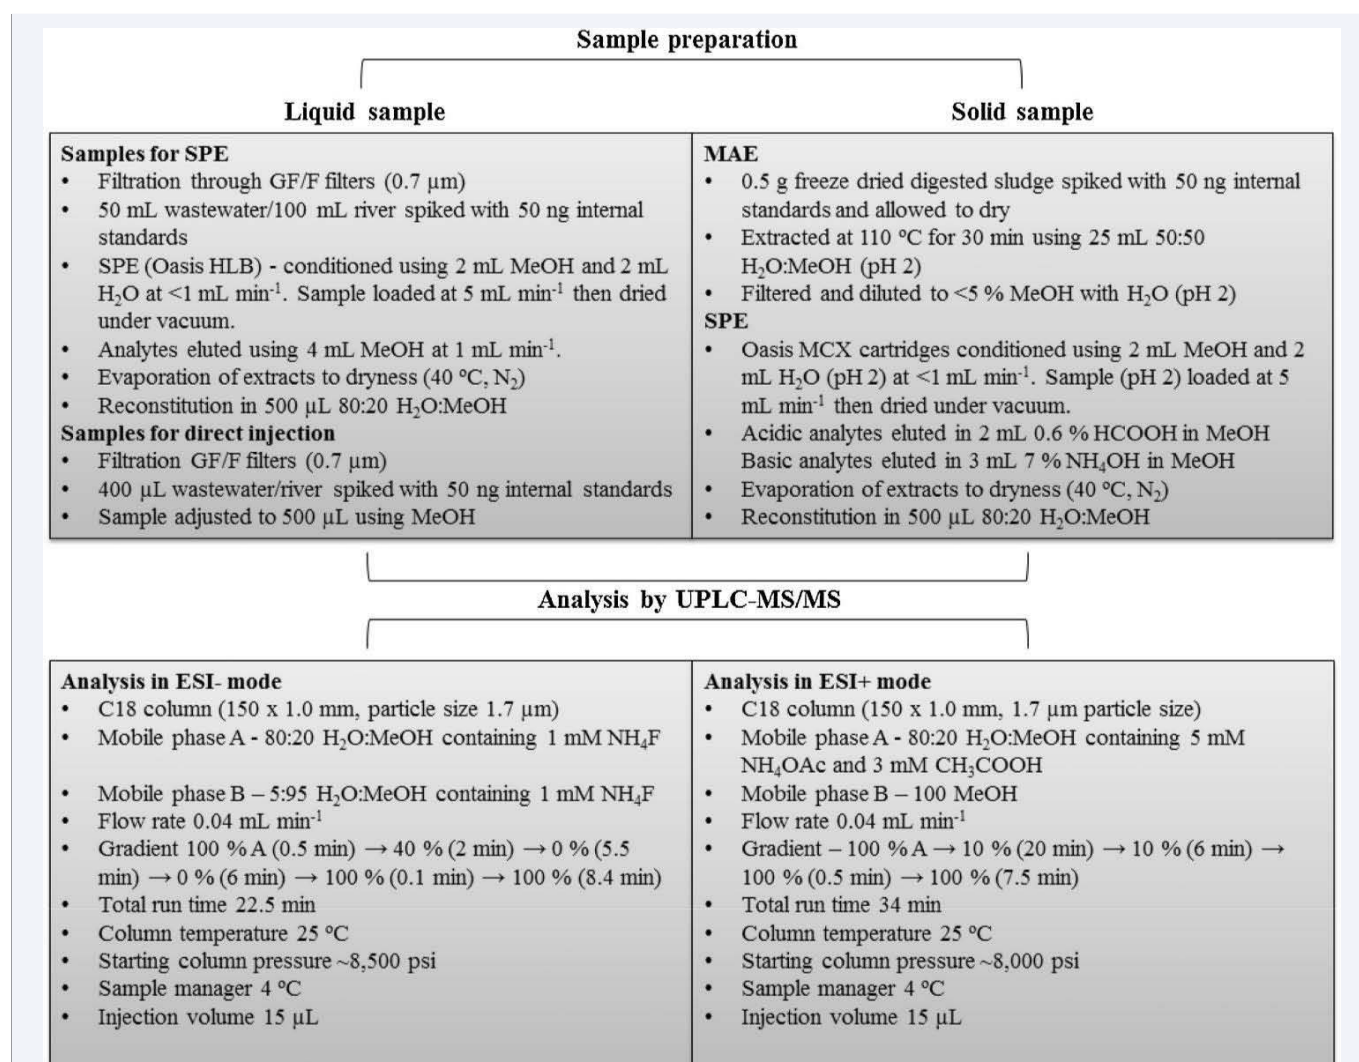 Sample preparation
Liquid sample
Solid sample
Samples for SPE
• Filtration through GF/F filters (0.7 µm)
• 50 mL wastewater/100 mL river spiked with 50 ng internal
standards
• SPE (Oasis HLB) - conditioned using 2 mL MeOH and 2 mL
H₂O at <1 mL min⁻¹. Sample loaded at 5 mL min⁻¹ then dried
under vacuum.
• Analytes eluted using 4 mL MeOH at 1 mL min⁻¹.
• Evaporation of extracts to dryness (40 °C, N₂)
• Reconstitution in 500 µL 80:20 H₂O:MeOH
Samples for direct injection
• Filtration GF/F filters (0.7 µm)
• 400 µL wastewater/river spiked with 50 ng internal standards
• Sample adjusted to 500 µL using MeOH
MAE
• 0.5 g freeze dried digested sludge spiked with 50 ng internal
standards and allowed to dry
• Extracted at 110 °C for 30 min using 25 mL 50:50
H₂O:MeOH (pH 2)
• Filtered and diluted to <5 % MeOH with H₂O (pH 2)
SPE
• Oasis MCX cartridges conditioned using 2 mL MeOH and 2
mL H₂O (pH 2) at <1 mL min⁻¹. Sample (pH 2) loaded at 5
mL min⁻¹ then dried under vacuum.
• Acidic analytes eluted in 2 mL 0.6 % HCOOH in MeOH
Basic analytes eluted in 3 mL 7 % NH₄OH in MeOH
• Evaporation of extracts to dryness (40 °C, N₂)
• Reconstitution in 500 µL 80:20 H₂O:MeOH
Analysis by UPLC-MS/MS
Analysis in ESI- mode
• C18 column (150 x 1.0 mm, particle size 1.7 µm)
• Mobile phase A - 80:20 H₂O:MeOH containing 1 mM NH₄F
• Mobile phase B – 5:95 H₂O:MeOH containing 1 mM NH₄F
• Flow rate 0.04 mL min⁻¹
• Gradient 100 % A (0.5 min) → 40 % (2 min) → 0 % (5.5
min) → 0 % (6 min) → 100 % (0.1 min) → 100 % (8.4 min)
• Total run time 22.5 min
• Column temperature 25 °C
• Starting column pressure ~8,500 psi
• Sample manager 4 °C
• Injection volume 15 µL
Analysis in ESI+ mode
• C18 column (150 x 1.0 mm, 1.7 µm particle size)
• Mobile phase A - 80:20 H₂O:MeOH containing 5 mM
NH₄OAc and 3 mM CH₃COOH
• Mobile phase B – 100 MeOH
• Flow rate 0.04 mL min⁻¹
• Gradient – 100 % A → 10 % (20 min) → 10 % (6 min) →
100 % (0.5 min) → 100 % (7.5 min)
• Total run time 34 min
• Column temperature 25 °C
• Starting column pressure ~8,000 psi
• Sample manager 4 °C
• Injection volume 15 µL